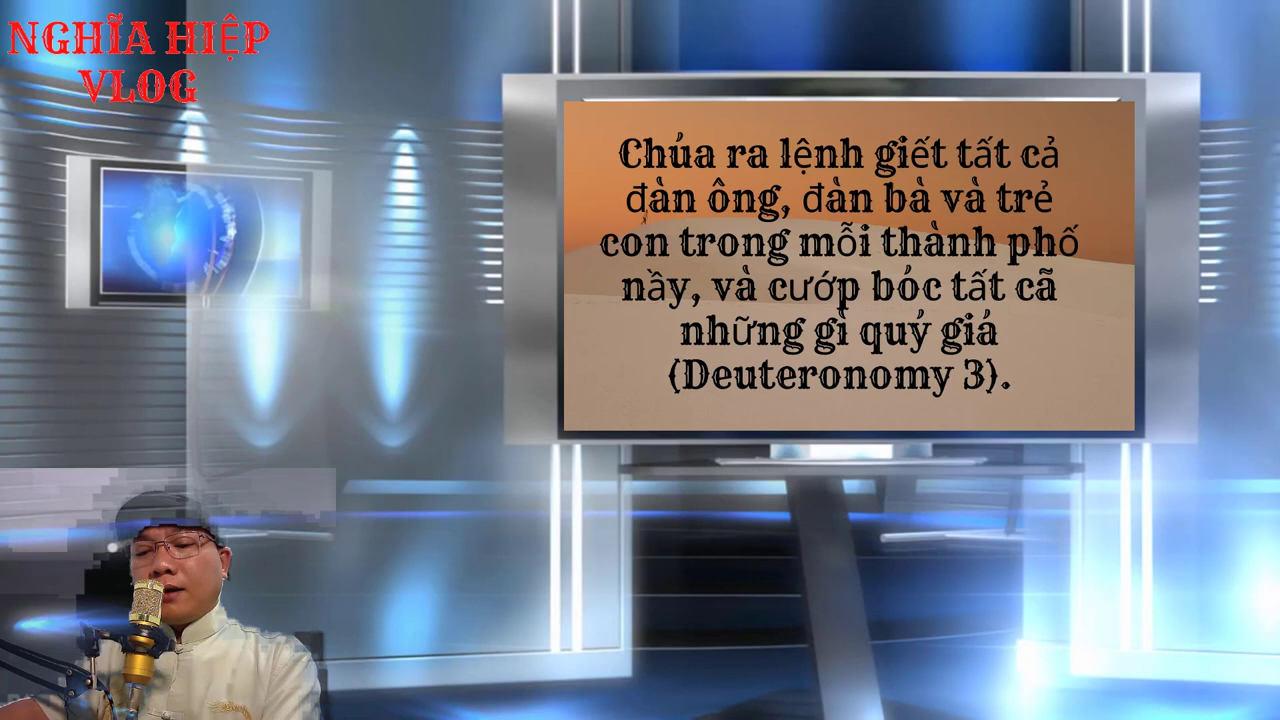 NGHĨA HIỆP
VLOG
Chúa ra lệnh giết tất cả
đàn ông, đàn bà và trẻ
con trong mỗi thành phố
nầy, và cướp bóc tất cã
những gì quý giá
(Deuteronomy 3).